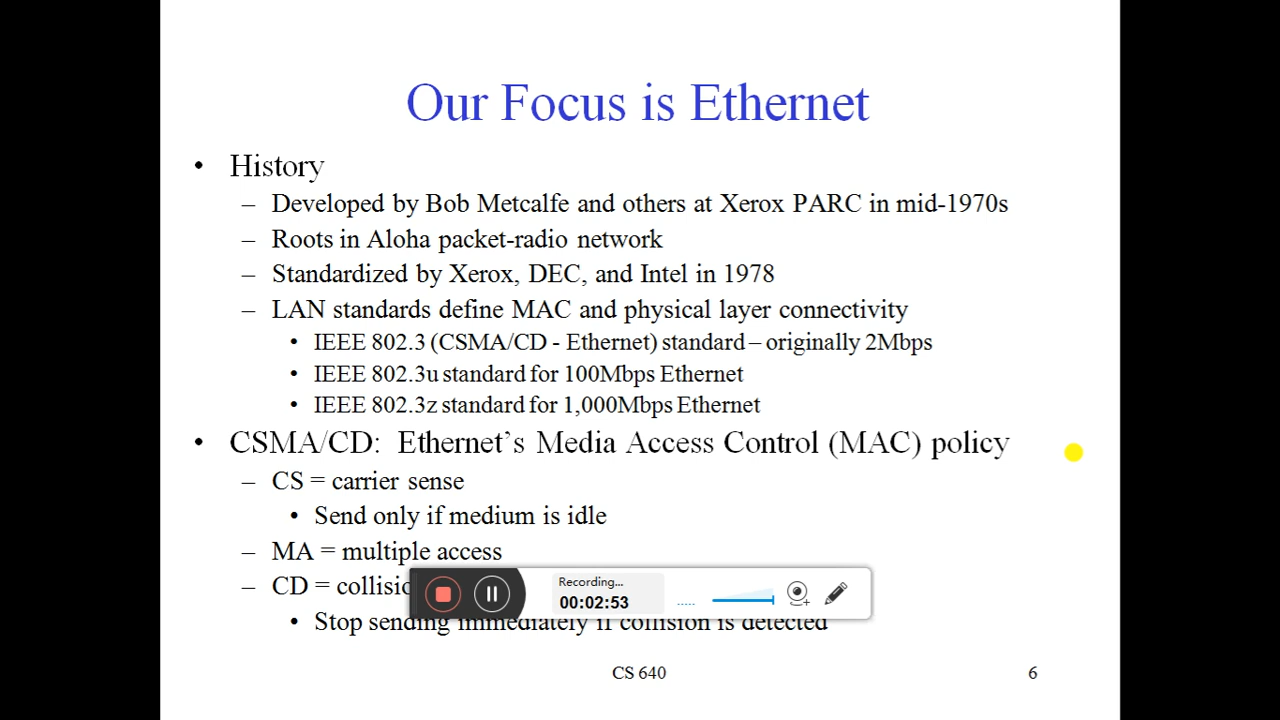 Our Focus is Ethernet
• History
– Developed by Bob Metcalfe and others at Xerox PARC in mid-1970s
– Roots in Aloha packet-radio network
– Standardized by Xerox, DEC, and Intel in 1978
– LAN standards define MAC and physical layer connectivity
• IEEE 802.3 (CSMA/CD - Ethernet) standard – originally 2Mbps
• IEEE 802.3u standard for 100Mbps Ethernet
• IEEE 802.3z standard for 1,000Mbps Ethernet
• CSMA/CD: Ethernet’s Media Access Control (MAC) policy
– CS = carrier sense
• Send only if medium is idle
– MA = multiple access
– CD =
Recording...
00:02:53
• Stop sending immediately if collision is detected
CS 640
6